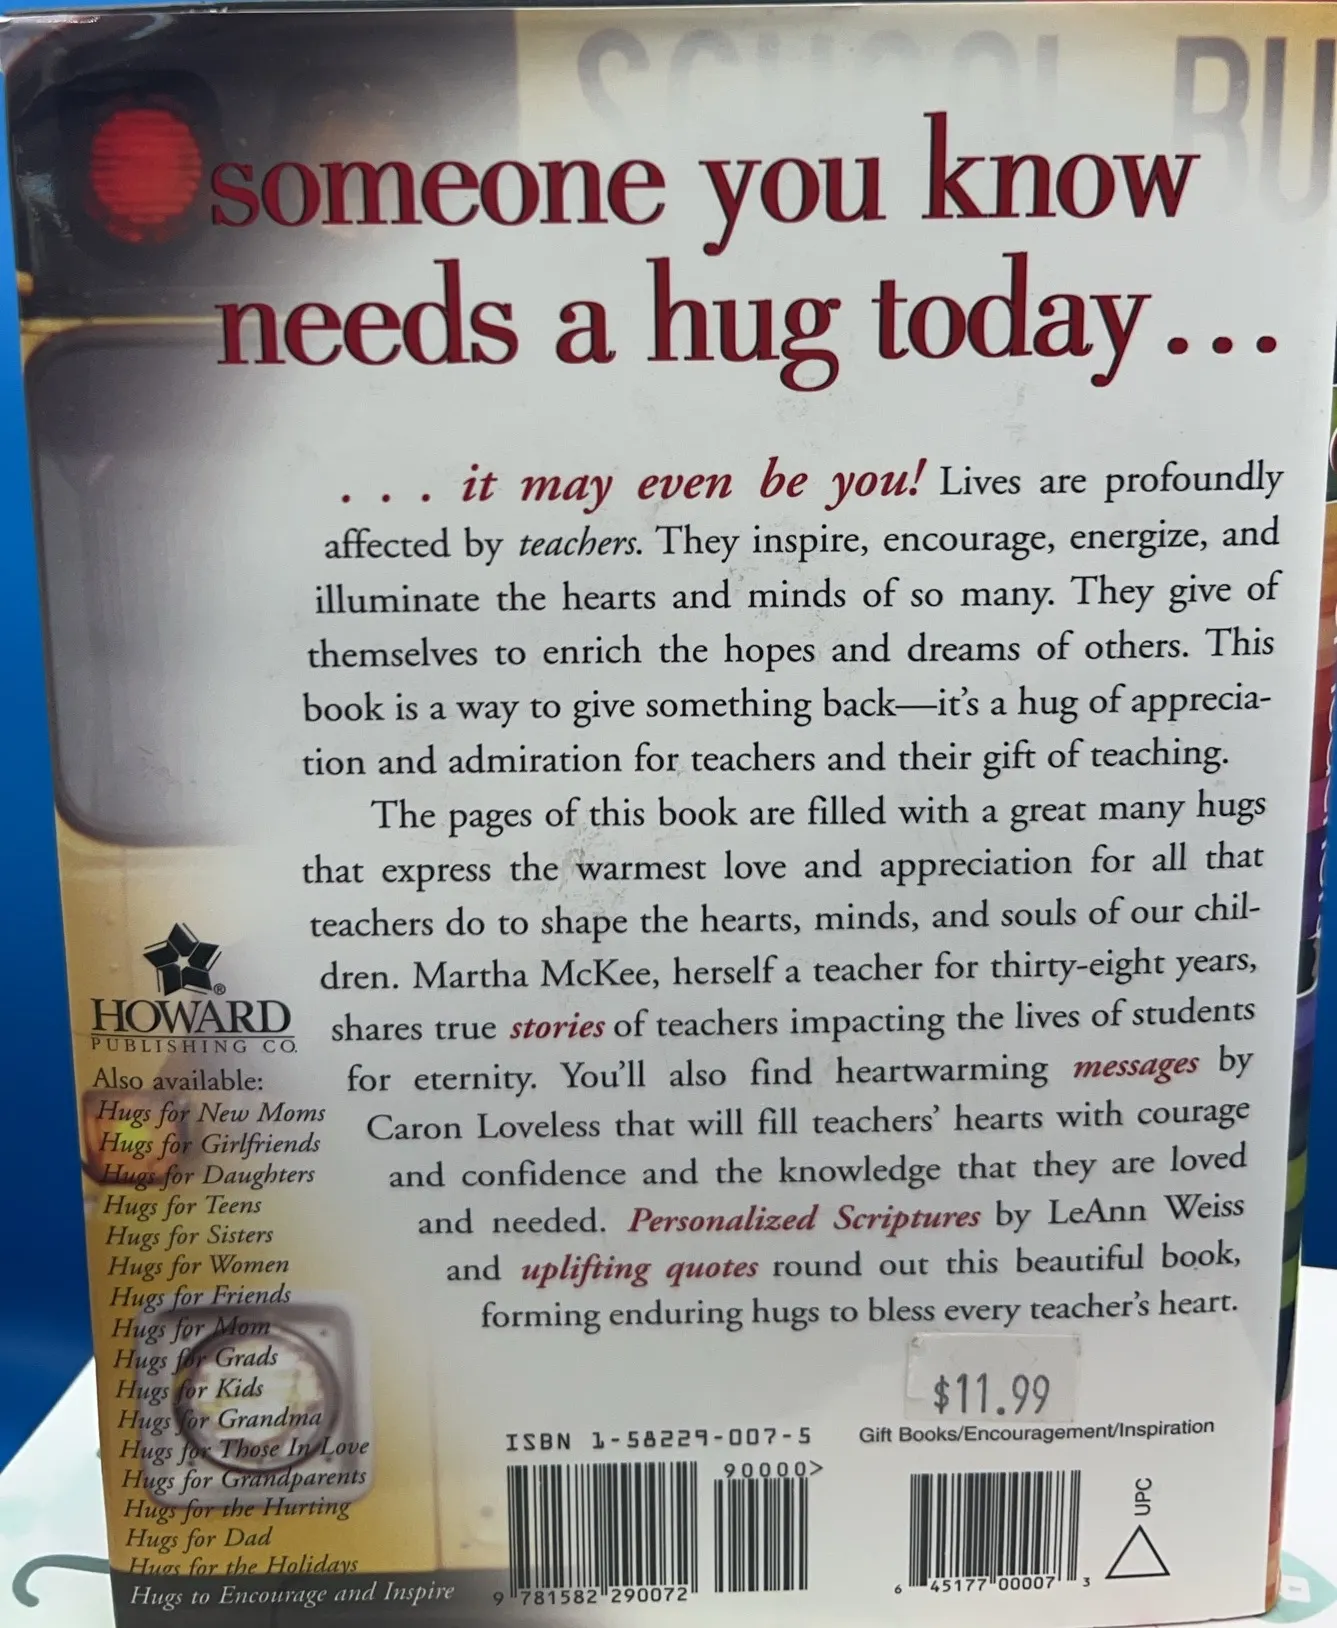 SCHOOL BU
someone you know
needs a hug today...
. . . it may even be you! Lives are profoundly
affected by teachers. They inspire, encourage, energize, and
illuminate the hearts and minds of so many. They give of
themselves to enrich the hopes and dreams of others. This
book is a way to give something back—it's a hug of apprecia-
tion and admiration for teachers and their gift of teaching.
The pages of this book are filled with a great many hugs
that express the warmest love and appreciation for all that
teachers do to shape the hearts, minds, and souls of our chil-
dren. Martha McKee, herself a teacher for thirty-eight years,
shares true stories of teachers impacting the lives of students
for eternity. You'll also find heartwarming messages by
Caron Loveless that will fill teachers' hearts with courage
and confidence and the knowledge that they are loved
and needed. Personalized Scriptures by LeAnn Weiss
and uplifting quotes round out this beautiful book,
forming enduring hugs to bless every teacher's heart.
®
HOWARD
PUBLISHING CO.
Also available:
Hugs for New Moms
Hugs for Girlfriends
Hugs for Daughters
Hugs for Teens
Hugs for Sisters
Hugs for Women
Hugs for Friends
Hugs for Mom
Hugs for Grads
Hugs for Kids
Hugs for Grandma
Hugs for Those In Love
Hugs for Grandparents
Hugs for the Hurting
Hugs for Dad
Hugs for the Holidays
Hugs to Encourage and Inspire
$11.99
Gift Books/Encouragement/Inspiration
ISBN 1-58229-007-5
90000>
9 781582 290072
6 45177 00007 3
UPC